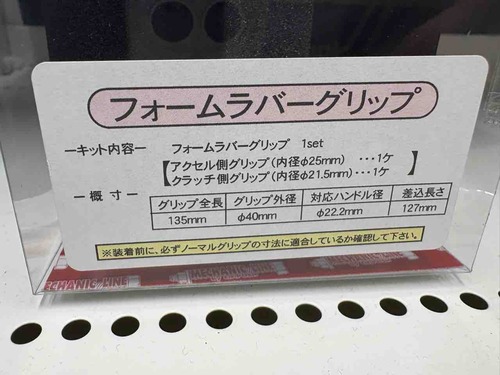 フォームラバーグリップ
ーキット内容ー フォームラバーグリップ 1set
【アクセル側グリップ(内径φ25mm) ･･･1ケ
クラッチ側グリップ(内径φ21.5mm)･･･1ケ】
ー概 寸ー
グリップ全長 グリップ外径 対応ハンドル径 差込長さ
135mm φ40mm φ22.2mm 127mm
※装着前に、必ずノーマルグリップの寸法に適合しているか確認して下さい。
MECHANIC LINE MECHANIC LINE